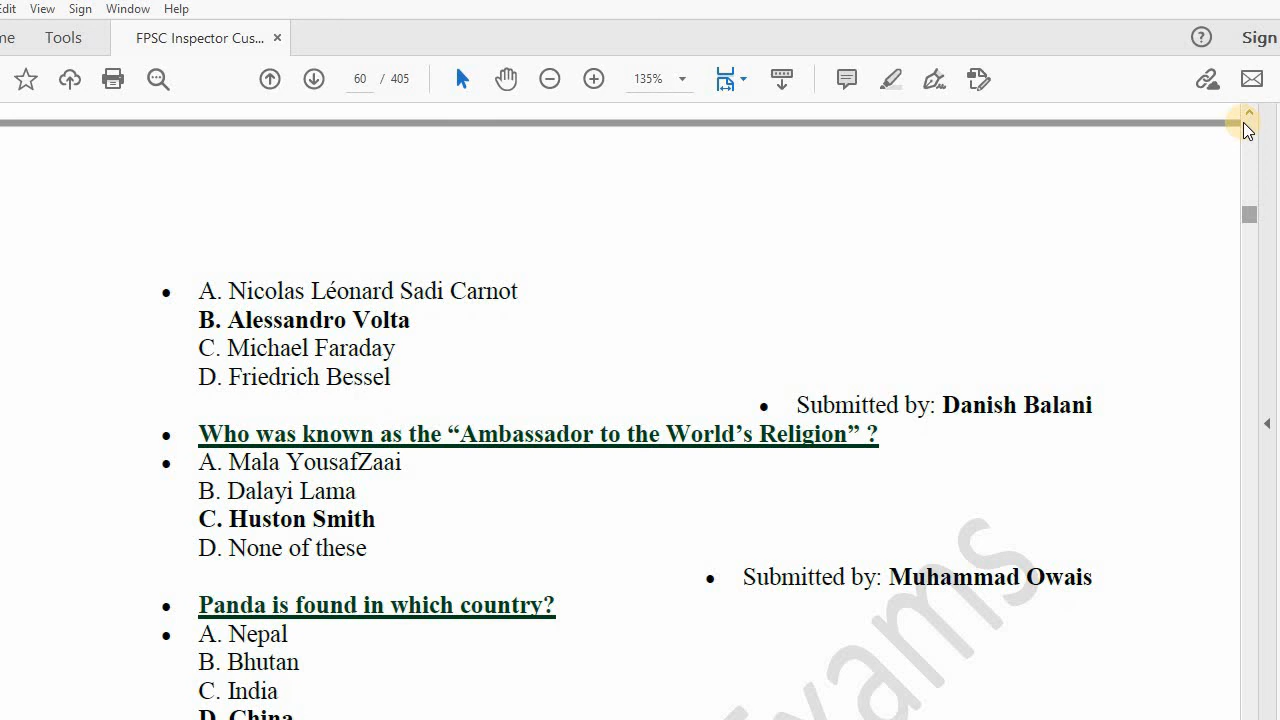 Edit View Sign Window Help
me Tools FPSC Inspector Cus... × ? Sign
60 / 405 135%
• A. Nicolas Léonard Sadi Carnot
B. Alessandro Volta
C. Michael Faraday
D. Friedrich Bessel
• Submitted by: Danish Balani
• Who was known as the “Ambassador to the World’s Religion” ?
• A. Mala YousafZaai
B. Dalayi Lama
C. Huston Smith
D. None of these
• Submitted by: Muhammad Owais
• Panda is found in which country?
• A. Nepal
B. Bhutan
C. India
D. China
Exams